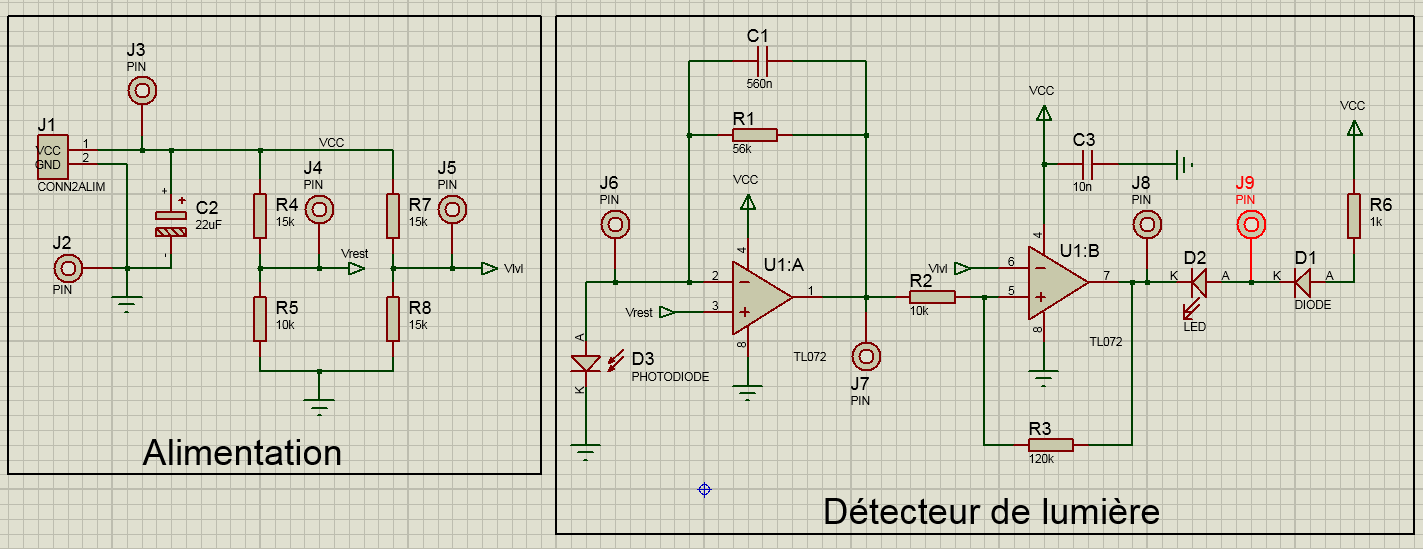 J3
PIN
J1
VCC
GND
1
2
CONN2ALIM
VCC
J4
PIN
J5
PIN
+
+
C2
22uF
-
R4
15k
R7
15k
J2
PIN
Vrest
Vlvl
R5
10k
R8
15k
Alimentation
C1
560n
R1
56k
VCC
J6
PIN
4
U1:A
2
3
1
8
Vrest
TL072
A
D3
K
PHOTODIODE
J7
PIN
R2
10k
VCC
C3
10n
4
U1:B
Vlvl
6
5
7
8
TL072
J8
PIN
J9
PIN
VCC
R6
1k
K
D2
A
LED
K
D1
A
DIODE
R3
120k
Détecteur de lumière